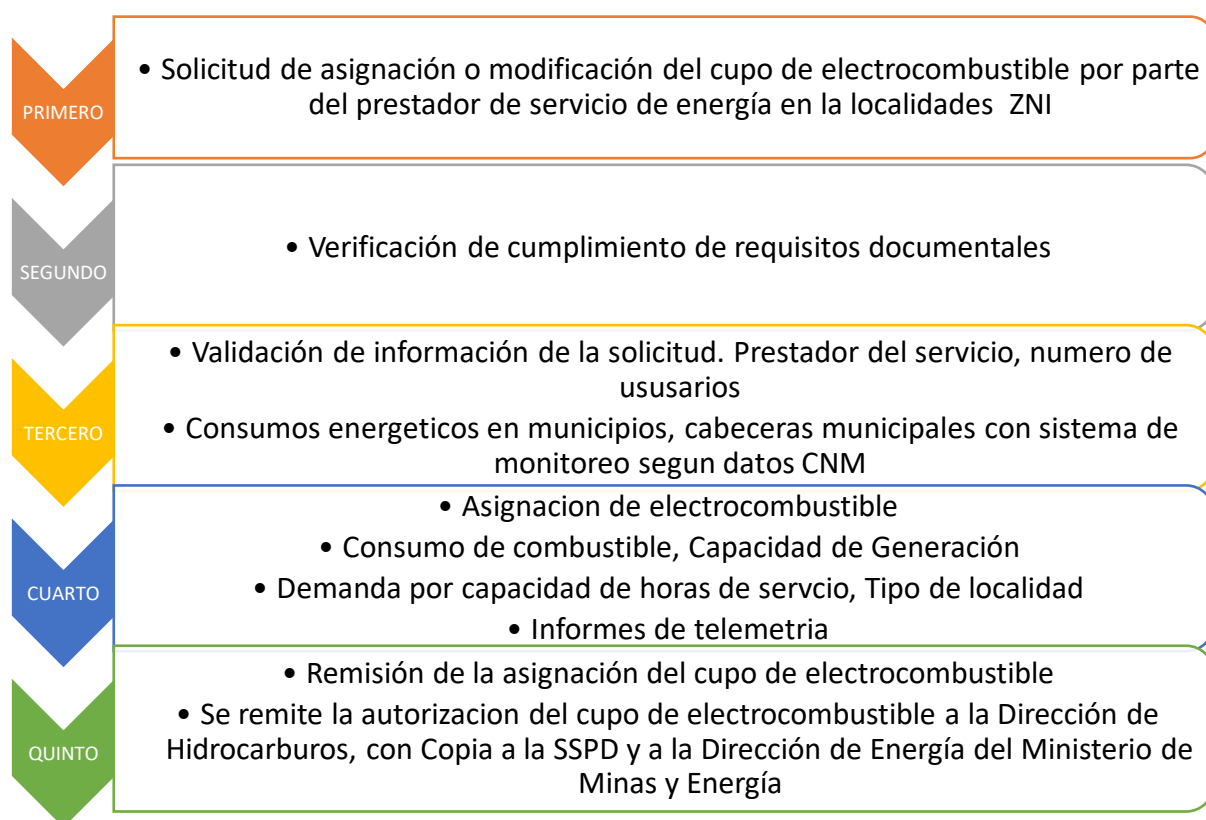 PRIMERO
• Solicitud de asignación o modificación del cupo de electrocombustible por parte
del prestador de servicio de energía en la localidades ZNI
SEGUNDO
• Verificación de cumplimiento de requisitos documentales
TERCERO
• Validación de información de la solicitud. Prestador del servicio, numero de
ususarios
• Consumos energeticos en municipios, cabeceras municipales con sistema de
monitoreo segun datos CNM
CUARTO
• Asignacion de electrocombustible
• Consumo de combustible, Capacidad de Generación
• Demanda por capacidad de horas de servcio, Tipo de localidad
• Informes de telemetria
QUINTO
• Remisión de la asignación del cupo de electrocombustible
• Se remite la autorizacion del cupo de electrocombustible a la Dirección de
Hidrocarburos, con Copia a la SSPD y a la Dirección de Energía del Ministerio de
Minas y Energía